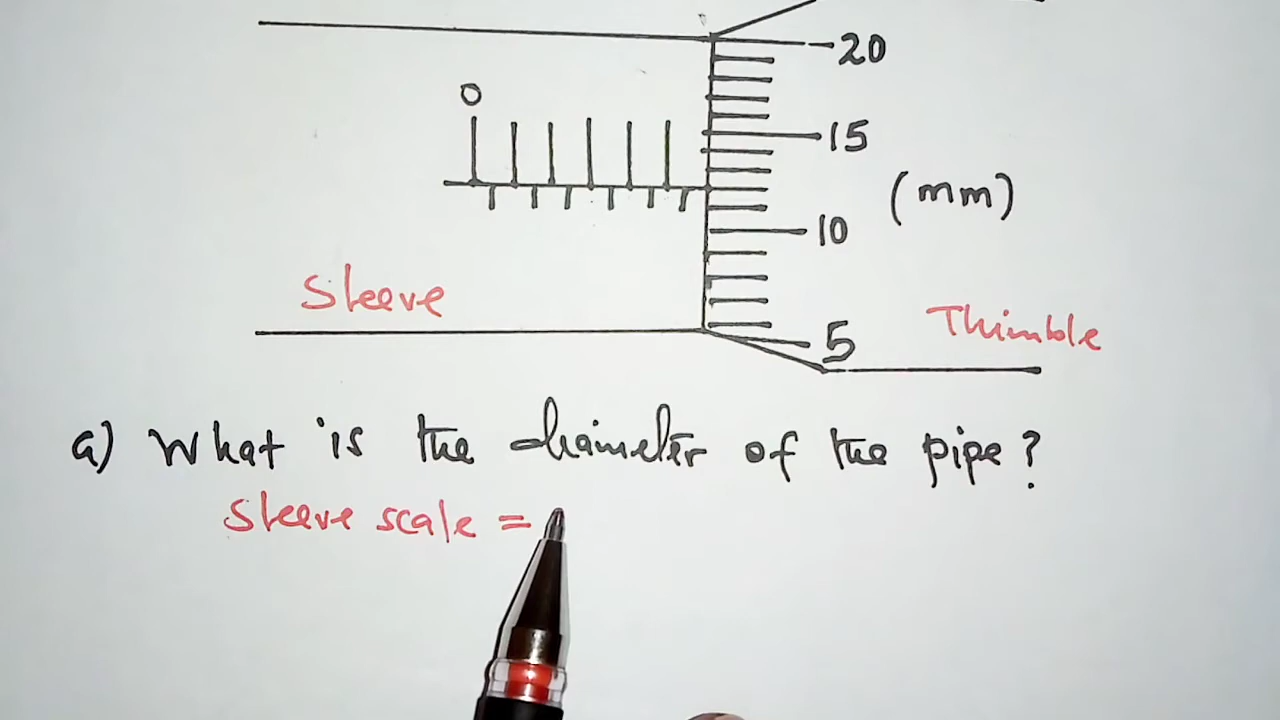 20
0
15
(mm)
10
Sleeve
Thimble
5
a) What is the diameter of the pipe?
Sleeve scale =